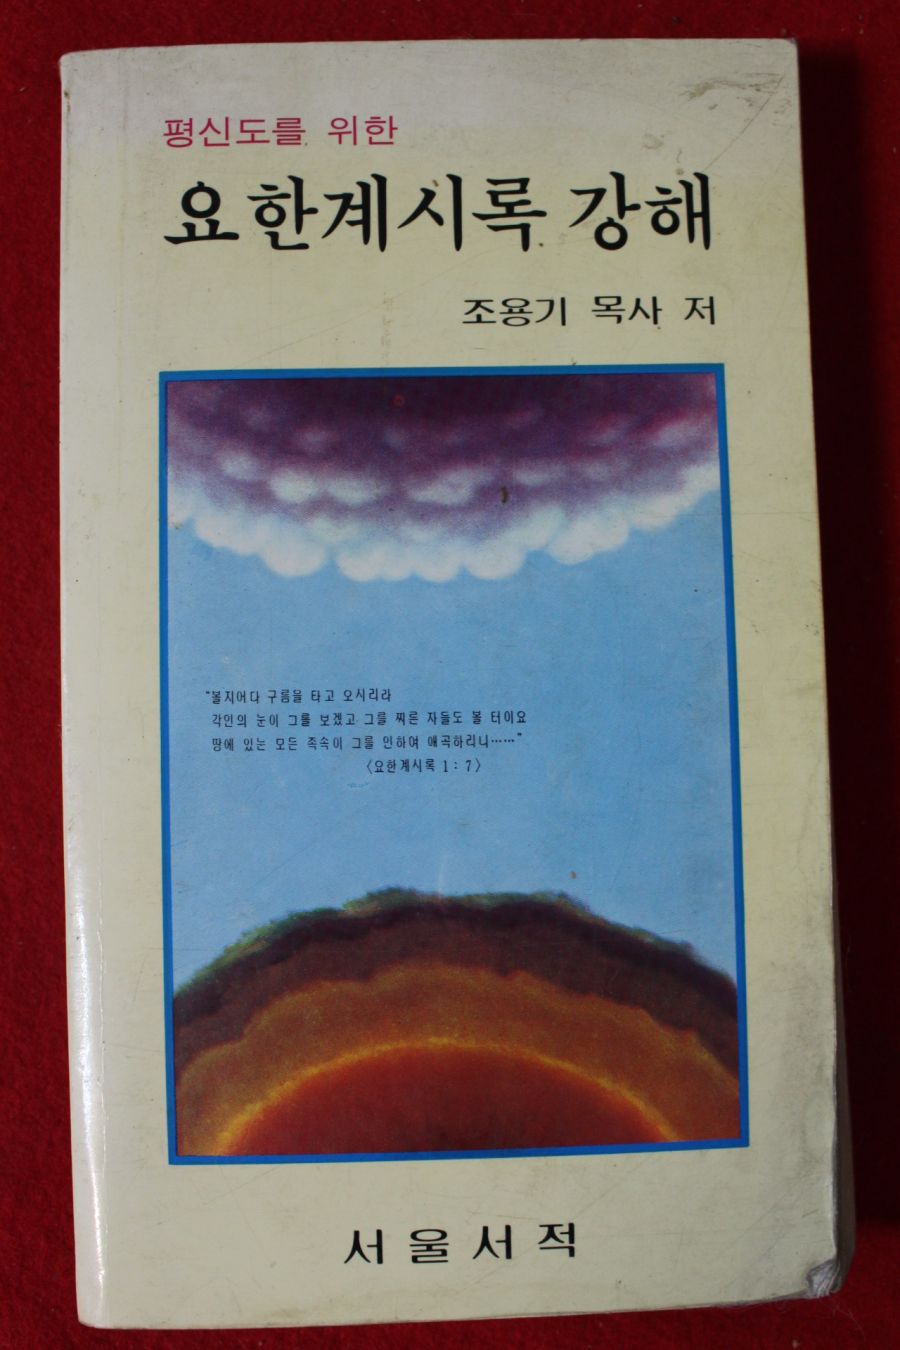 평신도를 위한
요한계시록 강해
조용기 목사 저
“볼지어다 구름을 타고 오시리라
각인의 눈이 그를 보겠고 그를 찌른 자들도 볼 터이요
땅에 있는 모든 족속이 그를 인하여 애곡하리니……”
〈요한계시록 1 : 7〉
서울서적